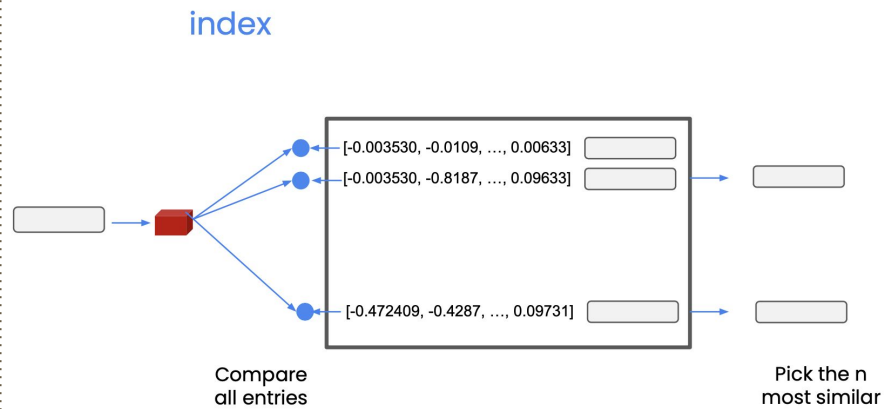 index
[-0.003530, -0.0109, …, 0.00633]
[-0.003530, -0.8187, …, 0.09633]
[-0.472409, -0.4287, …, 0.09731]
Compare
all entries
Pick the n
most similar